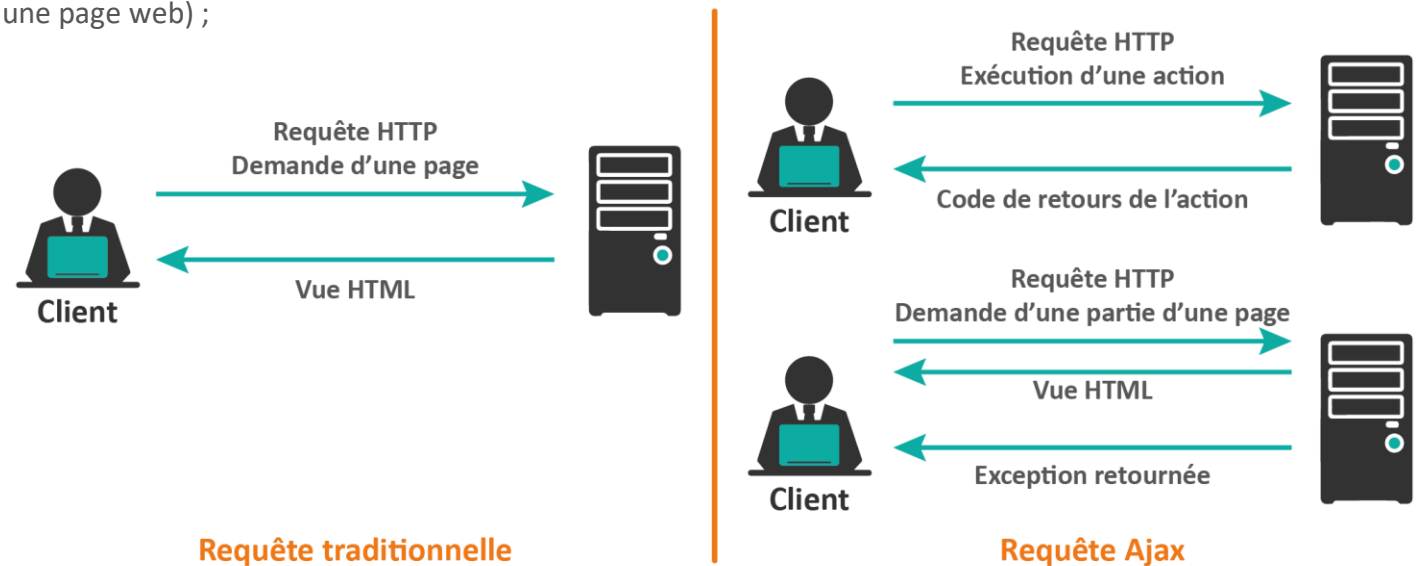 une page web) ;
Requête HTTP
Demande d’une page
Vue HTML
Client
Requête traditionnelle
Requête HTTP
Exécution d’une action
Code de retours de l’action
Client
Requête HTTP
Demande d’une partie d’une page
Vue HTML
Exception retournée
Client
Requête Ajax